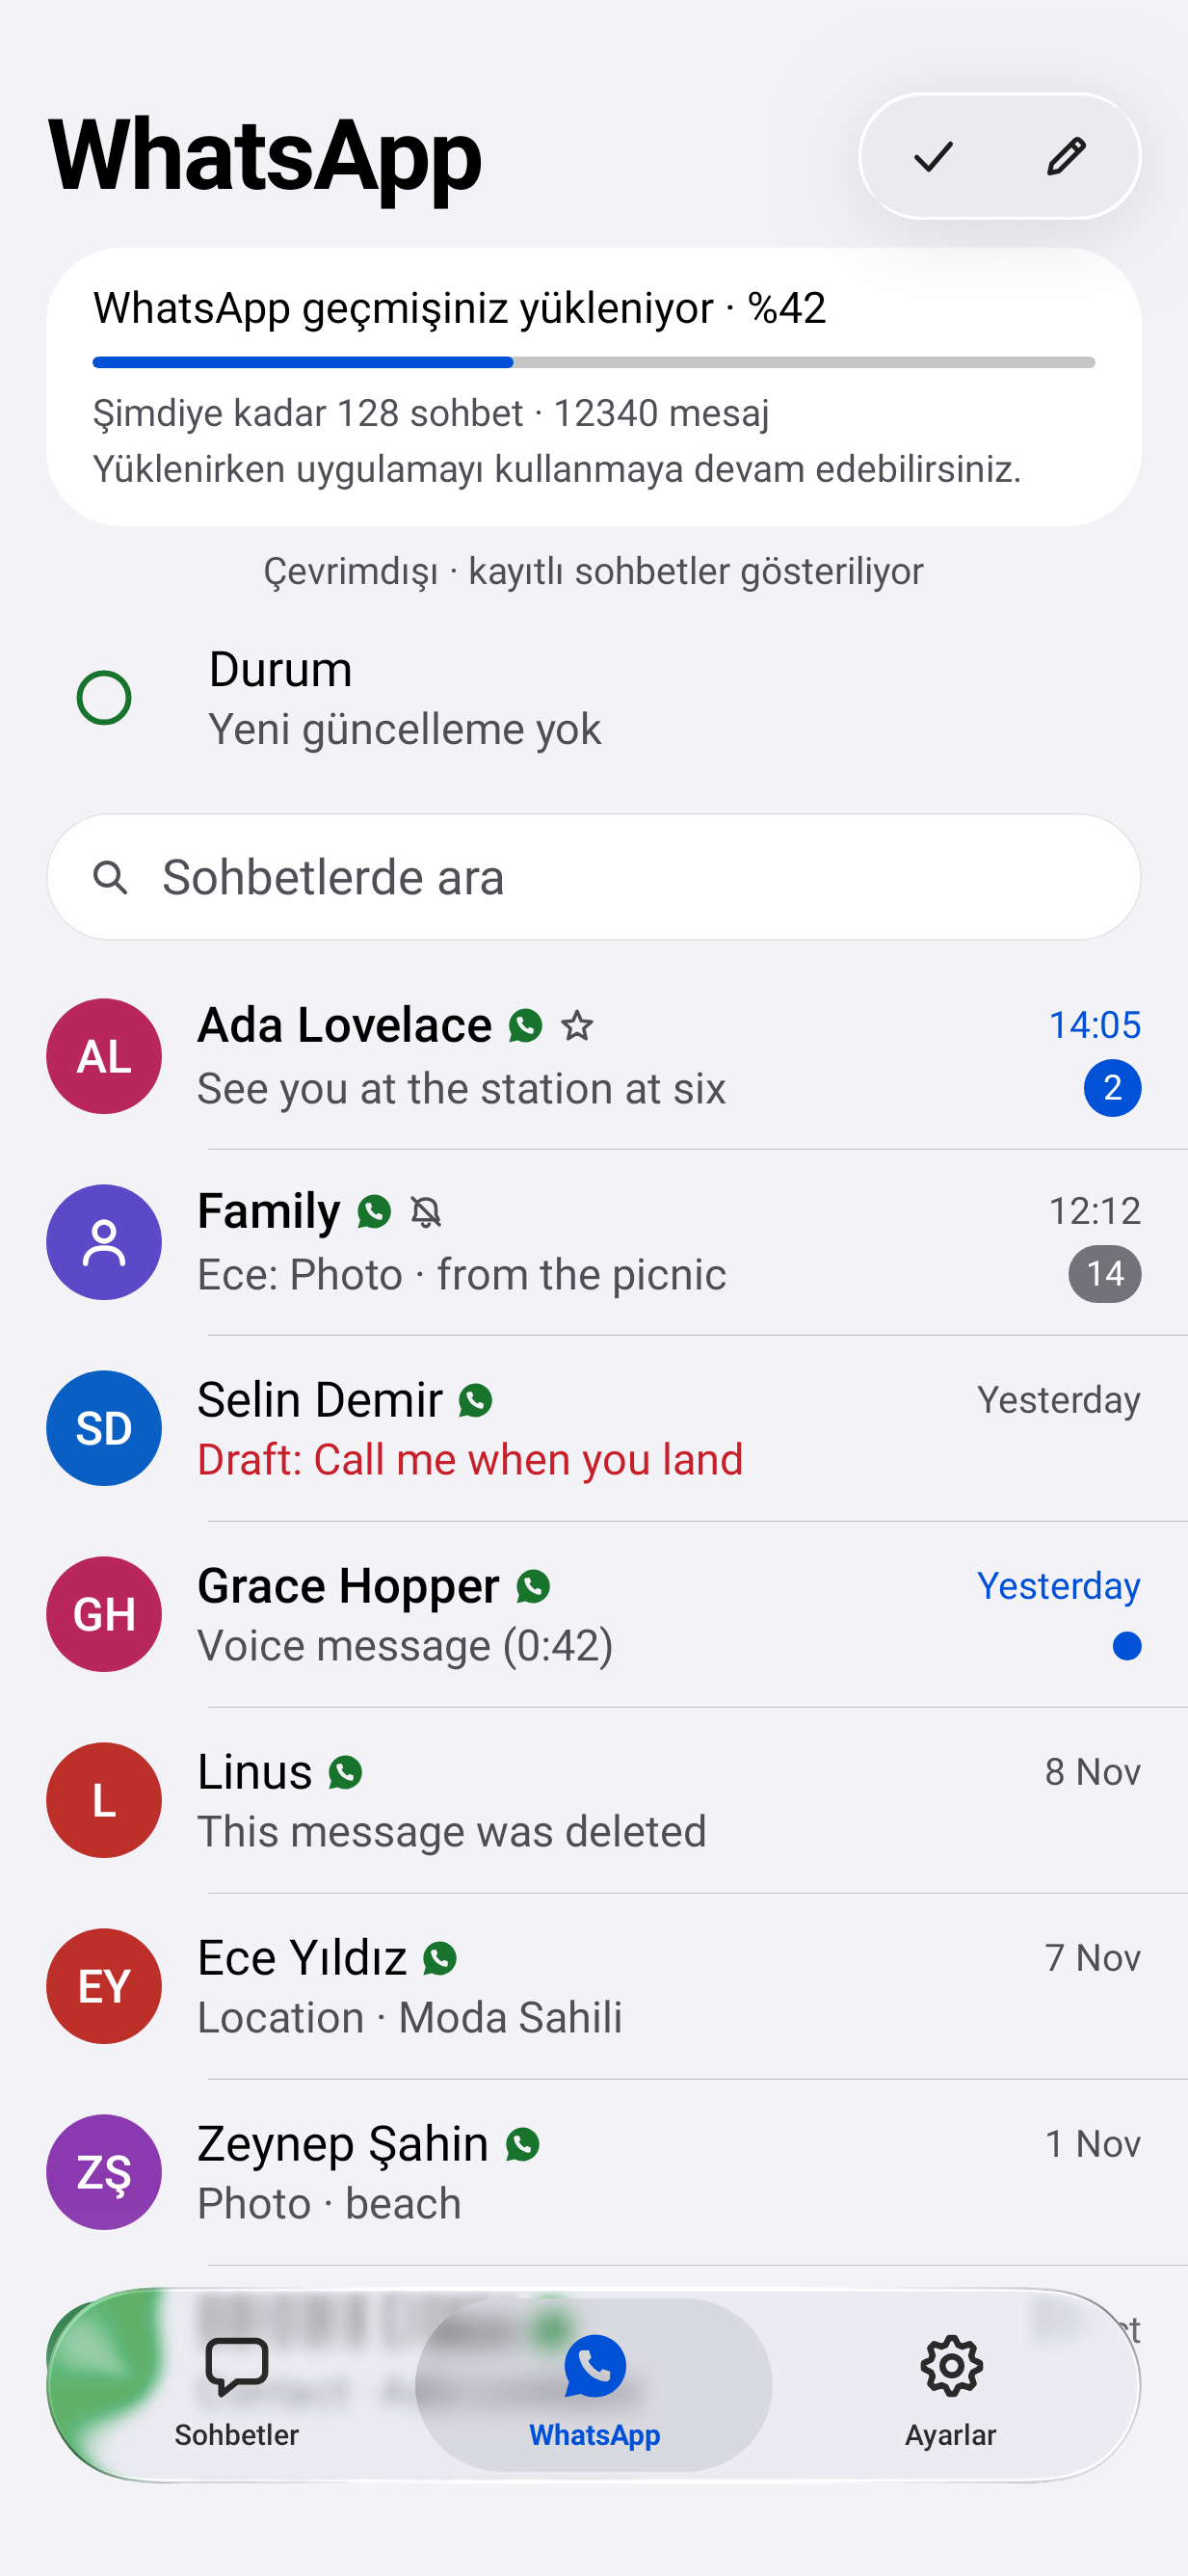 WhatsApp
WhatsApp geçmişiniz yükleniyor · %42
Şimdiye kadar 128 sohbet · 12340 mesaj
Yüklenirken uygulamayı kullanmaya devam edebilirsiniz.
Çevrimdışı · kayıtlı sohbetler gösteriliyor
Durum
Yeni güncelleme yok
Sohbetlerde ara
AL
Ada Lovelace 14:05
See you at the station at six 2
Family 12:12
Ece: Photo · from the picnic 14
SD
Selin Demir Yesterday
Draft: Call me when you land
GH
Grace Hopper Yesterday
Voice message (0:42)
L
Linus 8 Nov
This message was deleted
EY
Ece Yıldız 7 Nov
Location · Moda Sahili
ZŞ
Zeynep Şahin 1 Nov
Photo · beach
Sohbetler WhatsApp Ayarlar